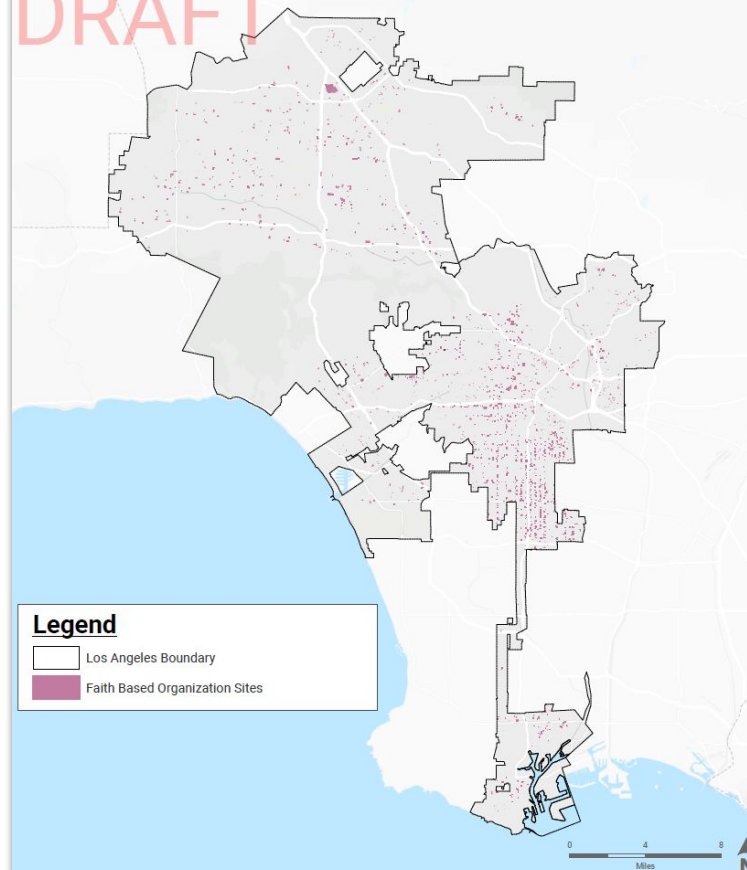 DRAFT
Legend
Los Angeles Boundary
Faith Based Organization Sites
0 4 8
Miles
N